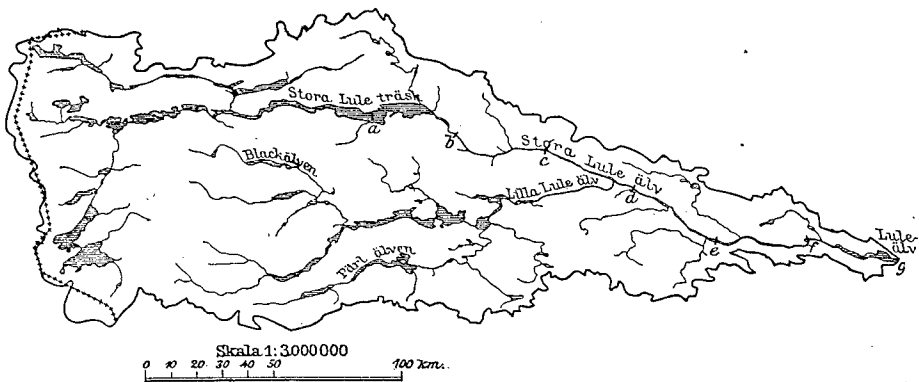 Stora Lule träsk
a
b
Stora Lule älv
c
Blackälven
Lilla Lule älv
d
Pärl älven
e
f
Lule-
älv
g
Skala 1:3000000
0 10 20 30 40 50 100 km.